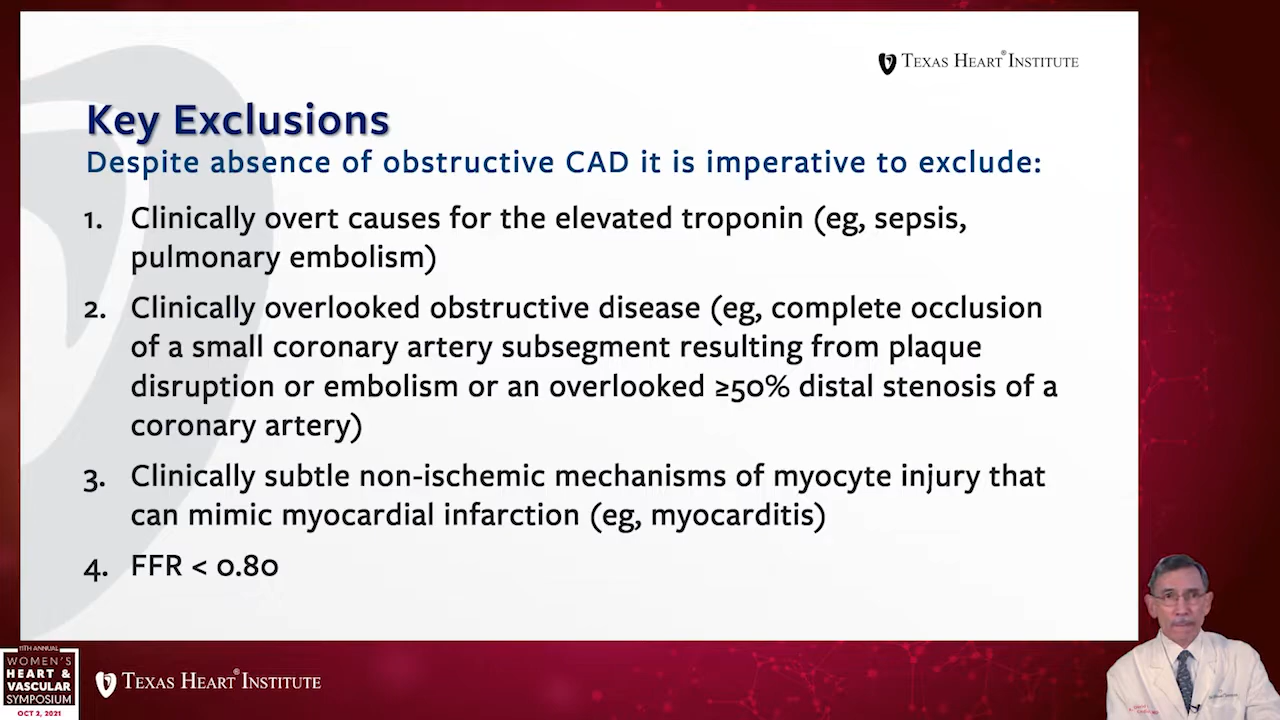 TEXAS HEART® INSTITUTE
Key Exclusions
Despite absence of obstructive CAD it is imperative to exclude:
1. Clinically overt causes for the elevated troponin (eg, sepsis,
pulmonary embolism)
2. Clinically overlooked obstructive disease (eg, complete occlusion
of a small coronary artery subsegment resulting from plaque
disruption or embolism or an overlooked ≥50% distal stenosis of a
coronary artery)
3. Clinically subtle non-ischemic mechanisms of myocyte injury that
can mimic myocardial infarction (eg, myocarditis)
4. FFR < 0.80
11TH ANNUAL
WOMEN'S
HEART &
VASCULAR
SYMPOSIUM
OCT 2, 2021
TEXAS HEART® INSTITUTE